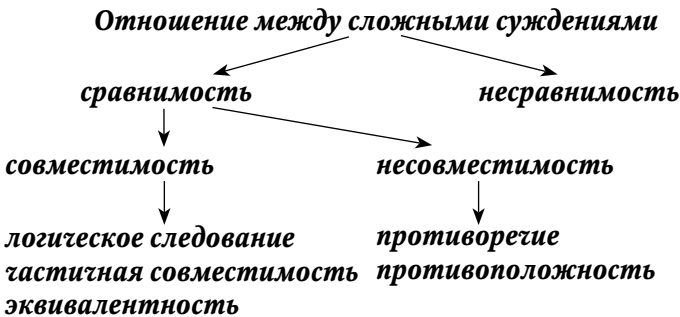 Отношение между сложными суждениями
сравнимость несравнимость
совместимость несовместимость
логическое следование противоречие
частичная совместимость противоположность
эквивалентность